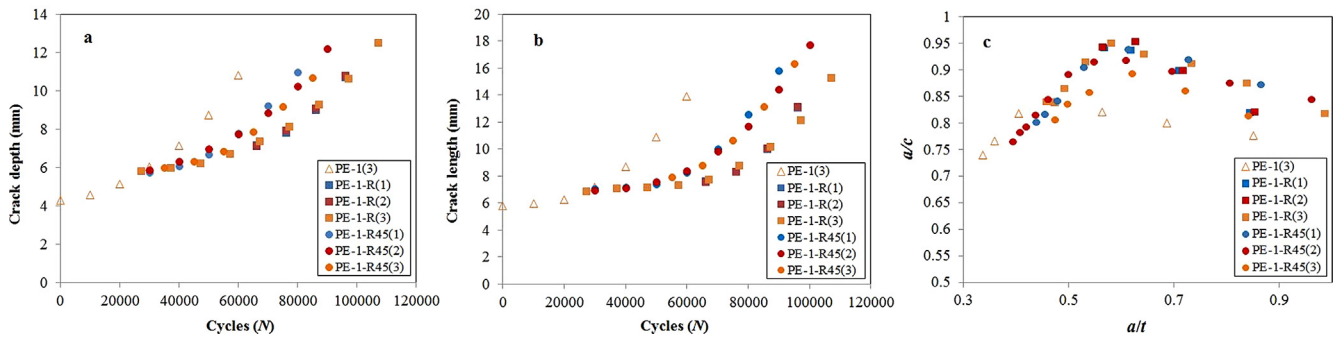 a
14
12
10
8
6
4
2
0
Crack depth (mm)
0 20000 40000 60000 80000 100000 120000
Cycles (N)
PE-1(3)
PE-1-R(1)
PE-1-R(2)
PE-1-R(3)
PE-1-R45(1)
PE-1-R45(2)
PE-1-R45(3)
b
20
18
16
14
12
10
8
6
4
2
0
Crack length (mm)
0 20000 40000 60000 80000 100000 120000
Cycles (N)
PE-1(3)
PE-1-R(1)
PE-1-R(2)
PE-1-R(3)
PE-1-R45(1)
PE-1-R45(2)
PE-1-R45(3)
c
1
0.95
0.9
0.85
0.8
0.75
0.7
0.65
0.6
0.55
0.5
a/c
0.3 0.5 0.7 0.9
a/t
PE-1(3)
PE-1-R(1)
PE-1-R(2)
PE-1-R(3)
PE-1-R45(1)
PE-1-R45(2)
PE-1-R45(3)